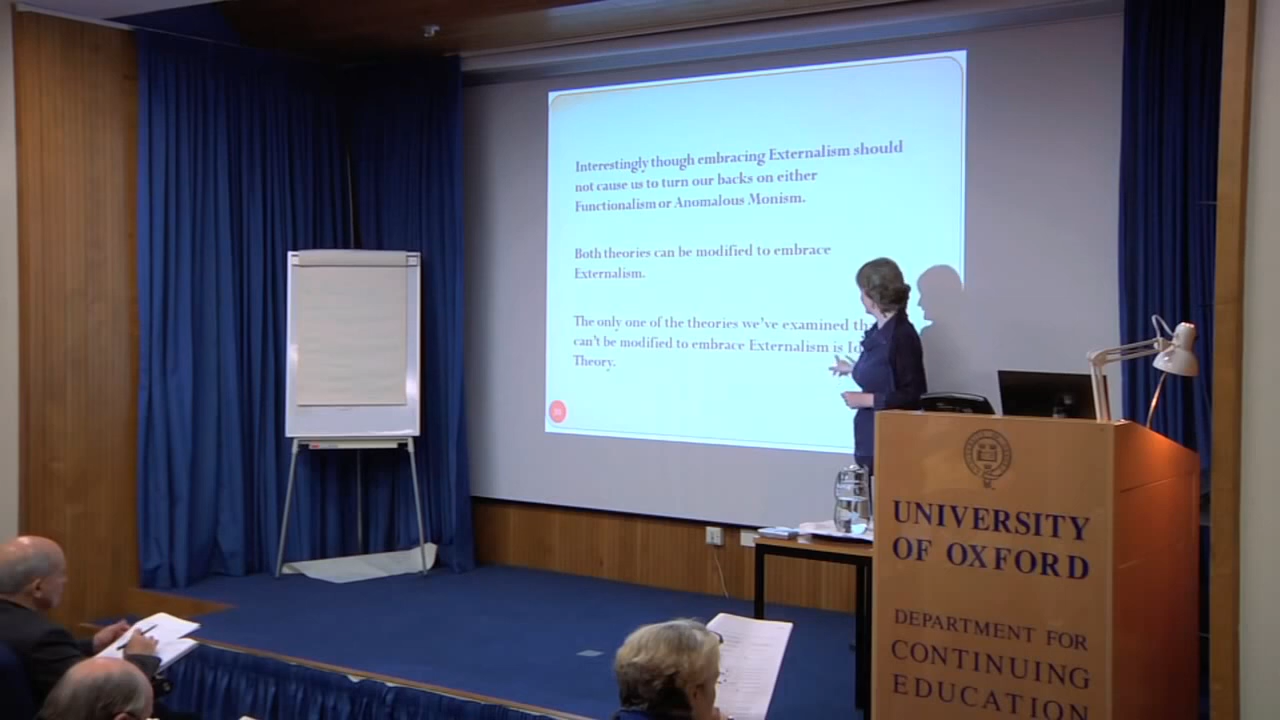 Interestingly though embracing Externalism should
not cause us to turn our backs on either
Functionalism or Anomalous Monism.
Both theories can be modified to embrace
Externalism.
The only one of the theories we've examined
can't be modified to embrace Externalism is
Theory.
UNIVERSITY
OF OXFORD
DEPARTMENT FOR
CONTINUING
EDUCATION